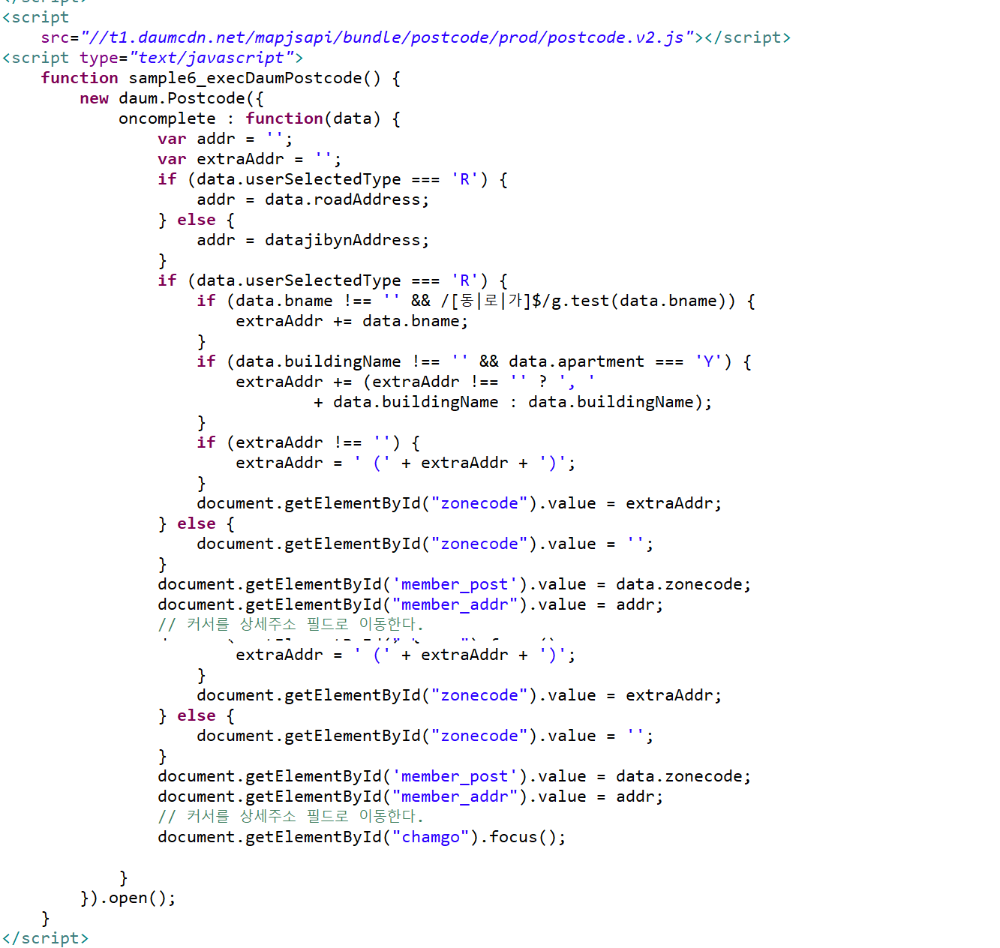 </script>
<script
    src="//t1.daumcdn.net/mapjsapi/bundle/postcode/prod/postcode.v2.js"></script>
<script type="text/javascript">
    function sample6_execDaumPostcode() {
        new daum.Postcode({
            oncomplete : function(data) {
                var addr = '';
                var extraAddr = '';
                if (data.userSelectedType === 'R') {
                    addr = data.roadAddress;
                } else {
                    addr = datajibynAddress;
                }
                if (data.userSelectedType === 'R') {
                    if (data.bname !== '' && /[동|로|가]$/g.test(data.bname)) {
                        extraAddr += data.bname;
                    }
                    if (data.buildingName !== '' && data.apartment === 'Y') {
                        extraAddr += (extraAddr !== '' ? ', '
                                + data.buildingName : data.buildingName);
                    }
                    if (extraAddr !== '') {
                        extraAddr = ' (' + extraAddr + ')';
                    }
                    document.getElementById("zonecode").value = extraAddr;
                } else {
                    document.getElementById("zonecode").value = '';
                }
                document.getElementById('member_post').value = data.zonecode;
                document.getElementById("member_addr").value = addr;
                // 커서를 상세주소 필드로 이동한다.
                        extraAddr = ' (' + extraAddr + ')';
                    }
                    document.getElementById("zonecode").value = extraAddr;
                } else {
                    document.getElementById("zonecode").value = '';
                }
                document.getElementById('member_post').value = data.zonecode;
                document.getElementById("member_addr").value = addr;
                // 커서를 상세주소 필드로 이동한다.
                document.getElementById("chamgo").focus();

            }
        }).open();
    }
</script>